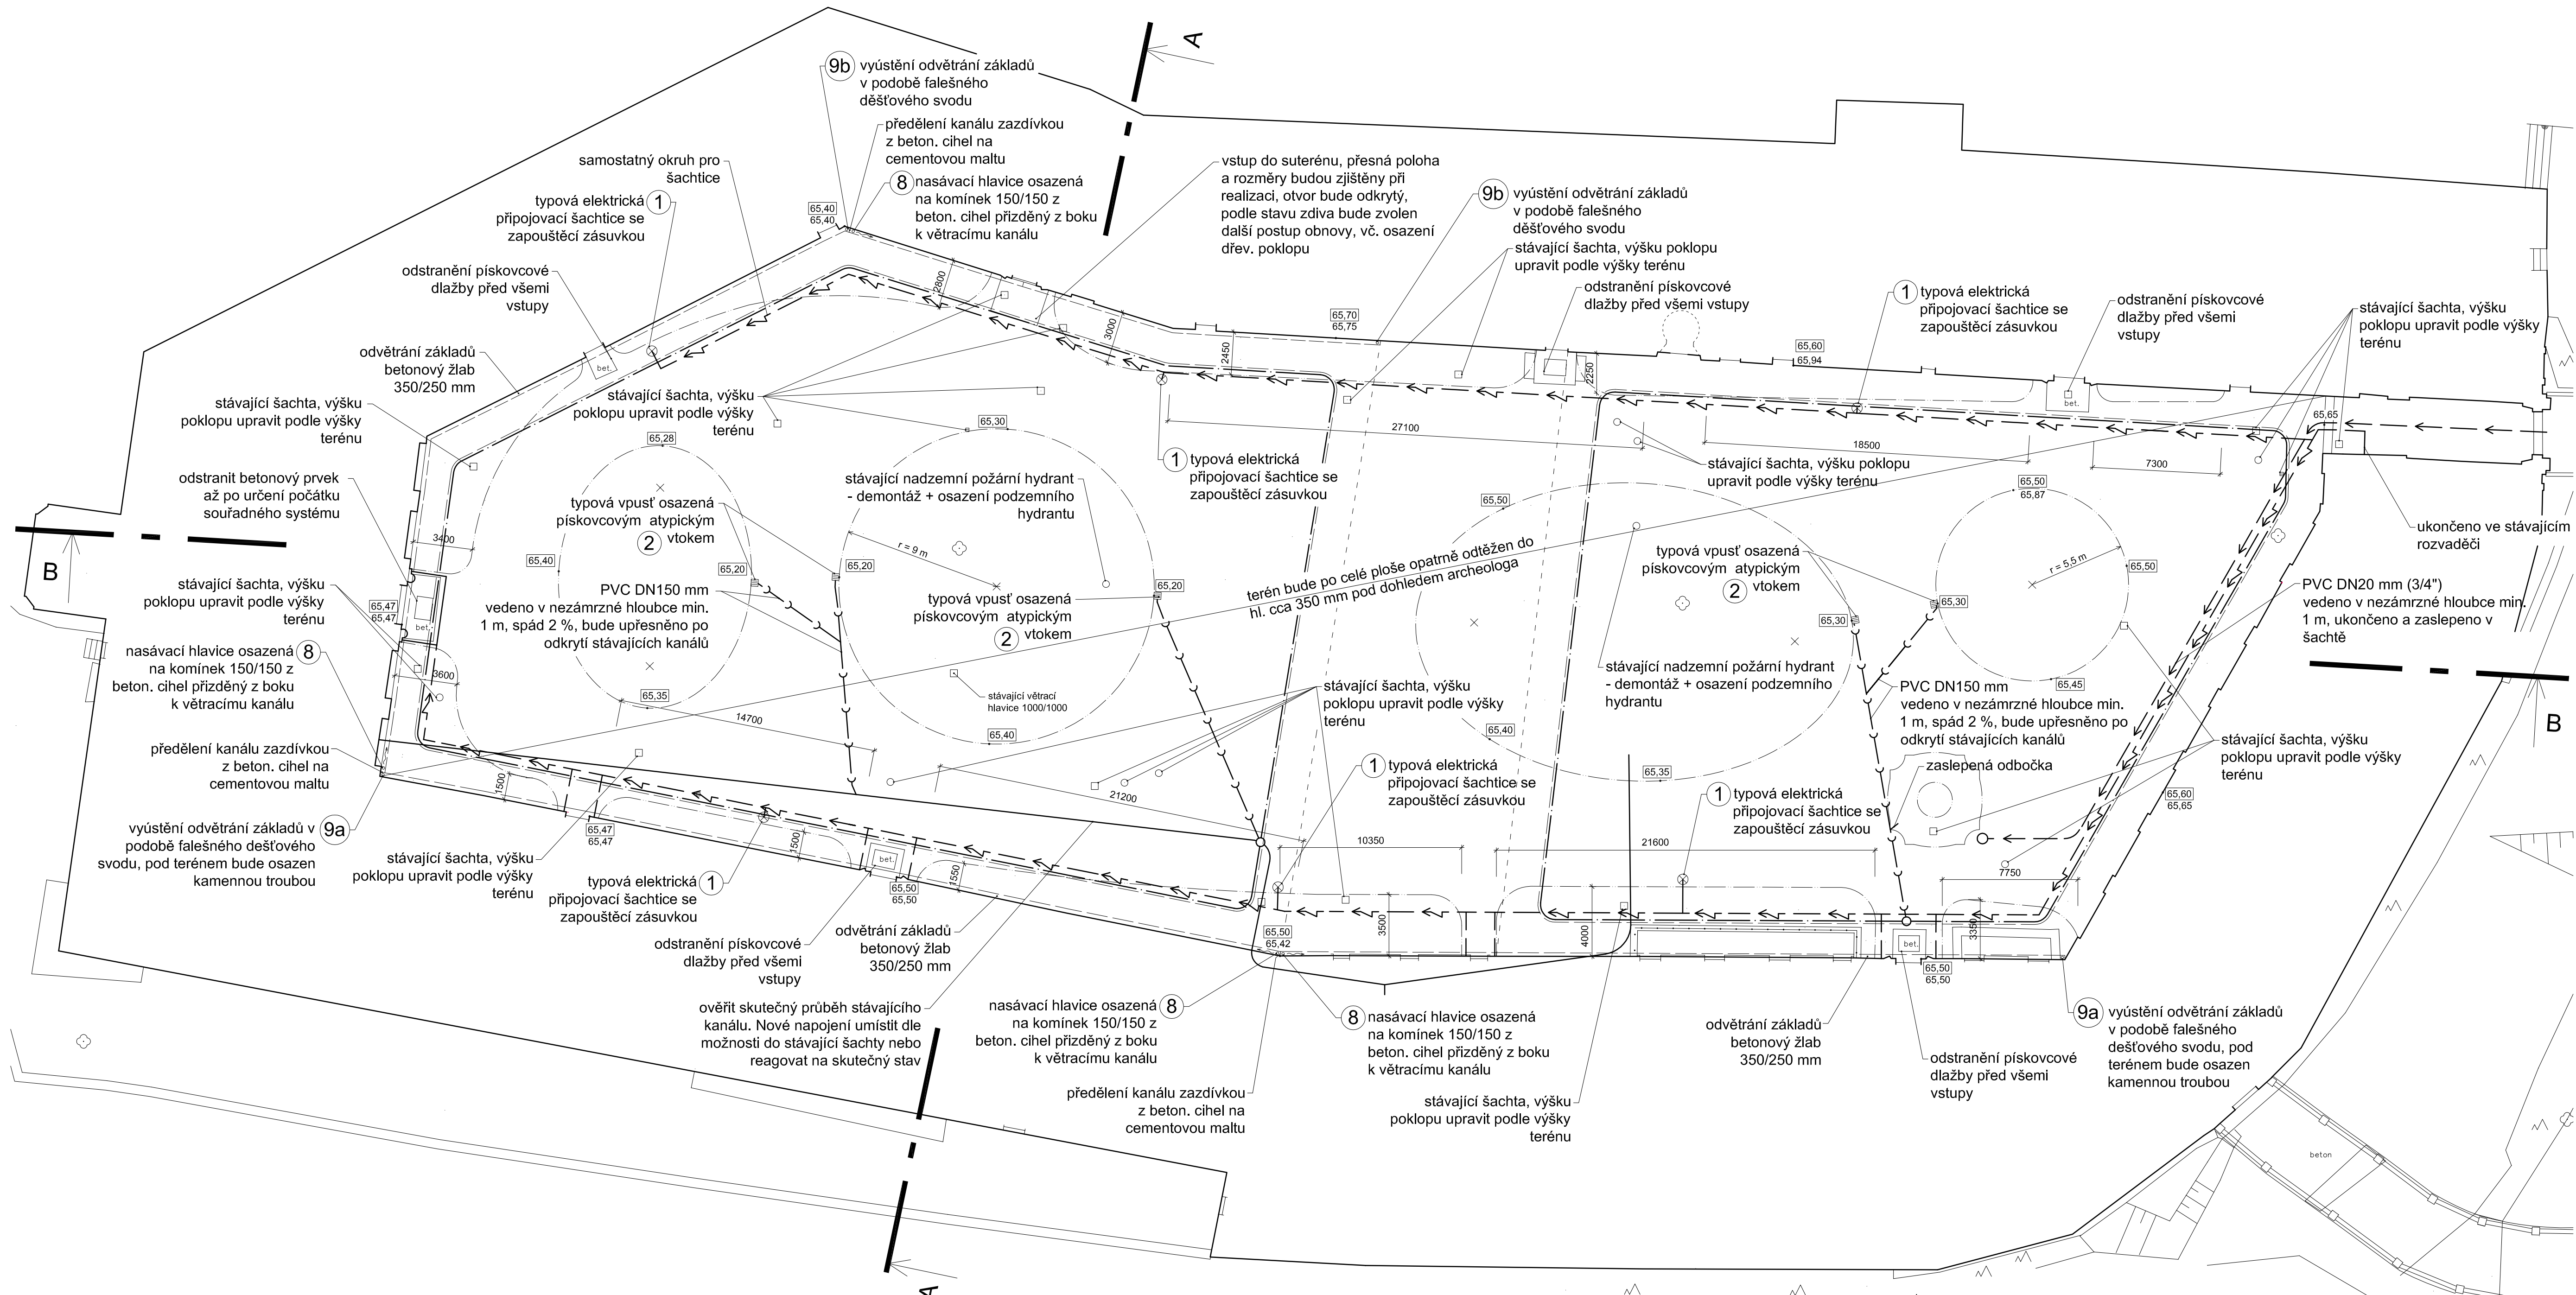 A
9b
vyústění odvětrání základů
v podobě falešného
děšťového svodu
předělení kanálu zazdívkou
z beton. cihel na
cementovou maltu
8
nasávací hlavice osazená
na komínek 150/150 z
beton. cihel přizděný z boku
k větracímu kanálu
samostatný okruh pro
šachtice
typová elektrická
připojovací šachtice se
zapouštěcí zásuvkou
1
65,40
65,40
vstup do suterénu, přesná poloha
a rozměry budou zjištěny při
realizaci, otvor bude odkrytý,
podle stavu zdiva bude zvolen
další postup obnovy, vč. osazení
dřev. poklopu
9b
vyústění odvětrání základů
v podobě falešného
děšťového svodu
stávající šachta, výšku poklopu
upravit podle výšky terénu
odstranění pískovcové
dlažby před všemi vstupy
1
typová elektrická
připojovací šachtice se
zapouštěcí zásuvkou
odstranění pískovcové
dlažby před všemi
vstupy
stávající šachta, výšku
poklopu upravit podle výšky
terénu
odstranění pískovcové
dlažby před všemi
vstupy
2800
3000
2450
65,70
65,75
2250
65,60
65,94
bet.
bet.
65,65
odvětrání základů
betonový žlab
350/250 mm
stávající šachta, výšku
poklopu upravit podle výšky
terénu
stávající šachta, výšku
poklopu upravit podle výšky
terénu
65,28
65,30
27100
18500
7300
1
typová elektrická
připojovací šachtice se
zapouštěcí zásuvkou
stávající šachta, výšku poklopu
upravit podle výšky terénu
odstranit betonový prvek
až po určení počátku
souřadného systému
stávající nadzemní požární hydrant
- demontáž + osazení podzemního
hydrantu
typová vpusť osazená
pískovcovým atypickým
2
vtokem
65,50
65,50
65,87
ukončeno ve stávajícím
rozvaděči
3400
B
65,40
65,20
65,20
r = 9 m
65,20
terén bude po celé ploše opatrně odtěžen do
hl. cca 350 mm pod dohledem archeologa
typová vpusť osazená
pískovcovým atypickým
2
vtokem
r = 5,5 m
65,50
65,30
65,30
PVC DN20 mm (3/4")
vedeno v nezámrzné hloubce min.
1 m, ukončeno a zaslepeno v
šachtě
stávající šachta, výšku
poklopu upravit podle výšky
terénu
65,47
65,47
bet.
PVC DN150 mm
vedeno v nezámrzné hloubce min.
1 m, spád 2 %, bude upřesněno po
odkrytí stávajících kanálů
typová vpusť osazená
pískovcovým atypickým
2
vtokem
nasávací hlavice osazená
na komínek 150/150 z
beton. cihel přizděný z boku
k větracímu kanálu
8
3600
65,35
14700
stávající větrací
hlavice 1000/1000
65,40
stávající šachta, výšku
poklopu upravit podle výšky
terénu
stávající nadzemní požární hydrant
- demontáž + osazení podzemního
hydrantu
65,40
65,35
65,45
PVC DN150 mm
vedeno v nezámrzné hloubce min.
1 m, spád 2 %, bude upřesněno po
odkrytí stávajících kanálů
zaslepená odbočka
stávající šachta, výšku
poklopu upravit podle výšky
terénu
B
předělení kanálu zazdívkou
z beton. cihel na
cementovou maltu
1500
21200
1
typová elektrická
připojovací šachtice se
zapouštěcí zásuvkou
1
typová elektrická
připojovací šachtice se
zapouštěcí zásuvkou
65,60
65,65
vyústění odvětrání základů v
podobě falešného dešťového
svodu, pod terénem bude osazen
kamennou troubou
9a
65,47
65,47
1500
bet.
1550
65,50
65,50
10350
21600
7750
stávající šachta, výšku
poklopu upravit podle výšky
terénu
typová elektrická
připojovací šachtice se
zapouštěcí zásuvkou
1
3500
4000
3350
bet.
65,50
65,42
65,50
65,50
odstranění pískovcové
dlažby před všemi
vstupy
odvětrání základů
betonový žlab
350/250 mm
ověřit skutečný průběh stávajícího
kanálu. Nové napojení umístit dle
možnosti do stávající šachty nebo
reagovat na skutečný stav
nasávací hlavice osazená
na komínek 150/150 z
beton. cihel přizděný z boku
k větracímu kanálu
8
8
nasávací hlavice osazená
na komínek 150/150 z
beton. cihel přizděný z boku
k větracímu kanálu
odvětrání základů
betonový žlab
350/250 mm
odstranění pískovcové
dlažby před všemi
vstupy
9a
vyústění odvětrání základů
v podobě falešného
dešťového svodu, pod
terénem bude osazen
kamennou troubou
předělení kanálu zazdívkou
z beton. cihel na
cementovou maltu
stávající šachta, výšku
poklopu upravit podle výšky
terénu
beton
A